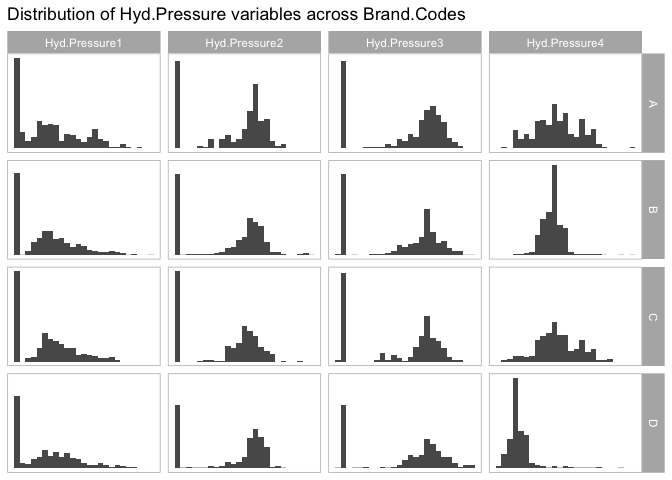 Distribution of Hyd.Pressure variables across Brand.Codes
Hyd.Pressure1 Hyd.Pressure2 Hyd.Pressure3 Hyd.Pressure4
A
B
C
D